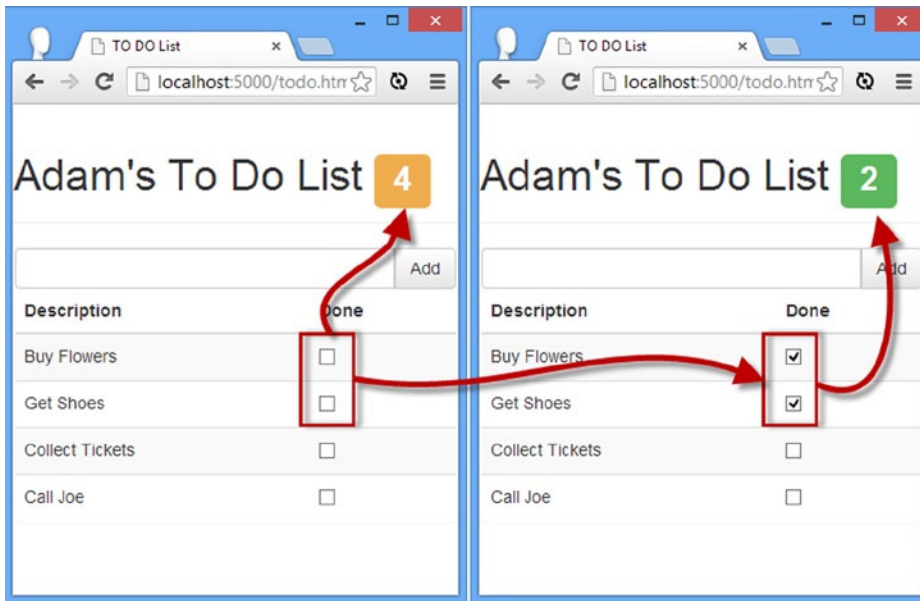 TO DO List
localhost:5000/todo.htm
Adam's To Do List 4
Add
Description Done
Buy Flowers
Get Shoes
Collect Tickets
Call Joe
TO DO List
localhost:5000/todo.htm
Adam's To Do List 2
Add
Description Done
Buy Flowers
Get Shoes
Collect Tickets
Call Joe